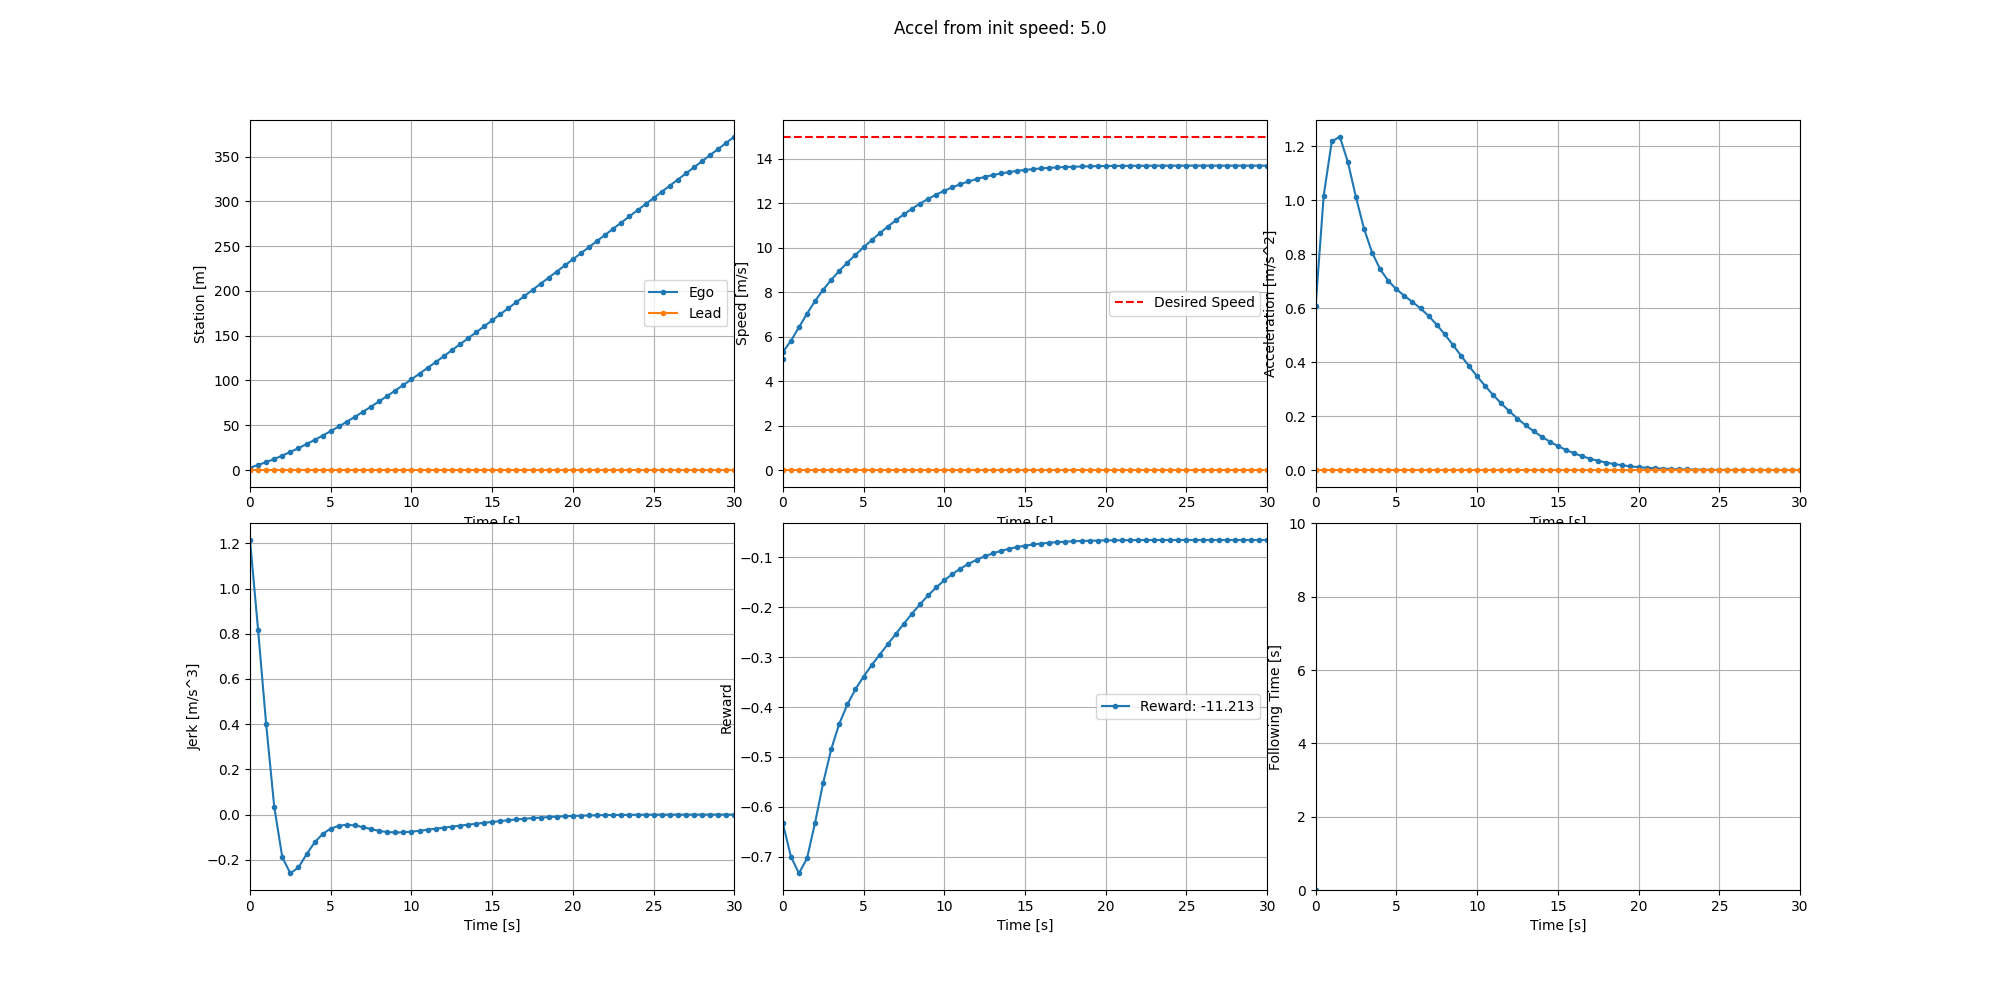 Accel from init speed: 5.0
Station [m]
350
300
250
200
150
100
50
0
Ego
Lead
0 5 10 15 20 25 30
Time [s]
Speed [m/s]
14
12
10
8
6
4
2
0
Desired Speed
0 5 10 15 20 25 30
Time [s]
Acceleration [m/s^2]
1.2
1.0
0.8
0.6
0.4
0.2
0.0
0 5 10 15 20 25 30
Time [s]
Jerk [m/s^3]
1.2
1.0
0.8
0.6
0.4
0.2
0.0
−0.2
0 5 10 15 20 25 30
Time [s]
Reward
−0.1
−0.2
−0.3
−0.4
−0.5
−0.6
−0.7
Reward: -11.213
0 5 10 15 20 25 30
Time [s]
Following Time [s]
10
8
6
4
2
0
0 5 10 15 20 25 30
Time [s]